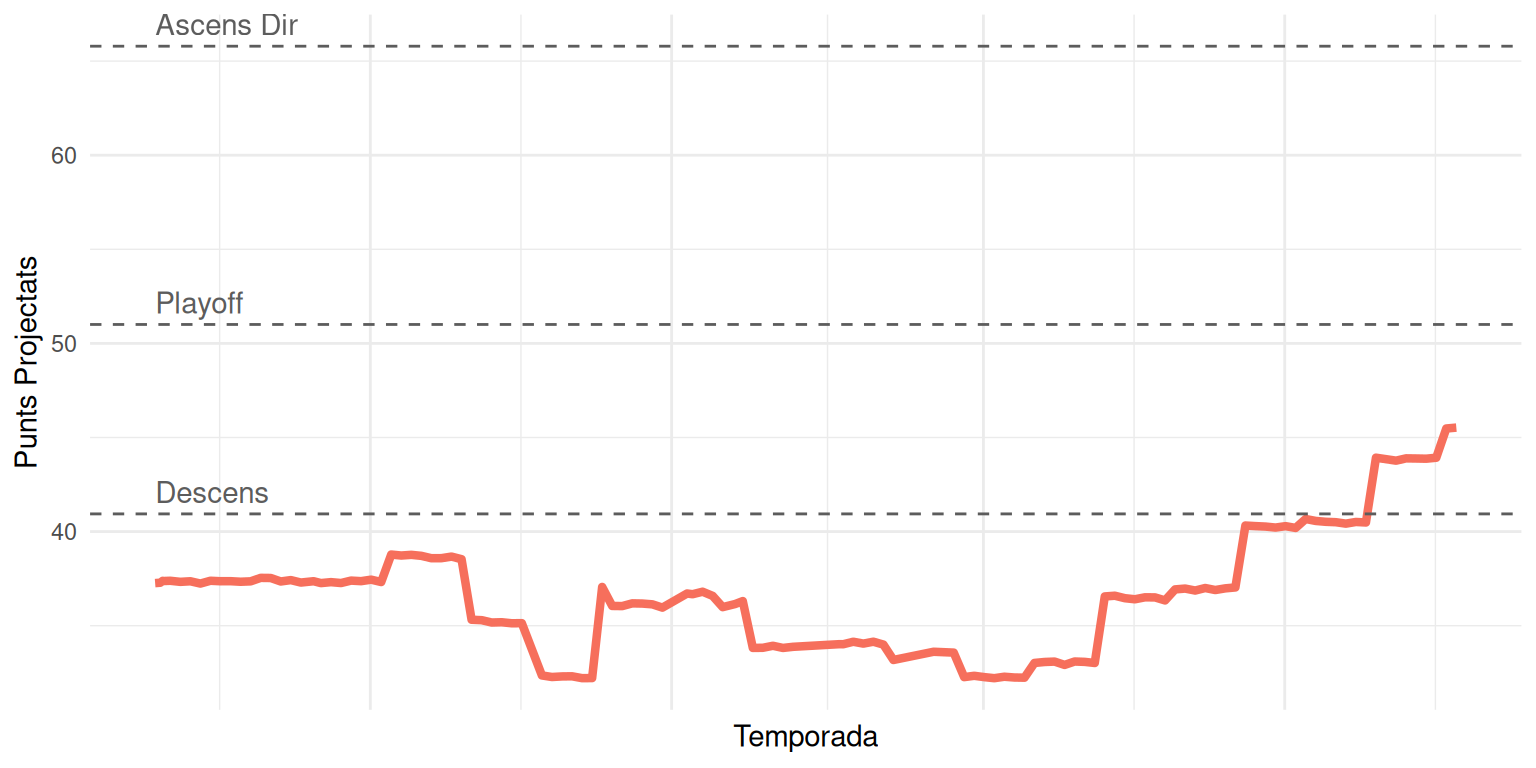 Ascens Dir
60
Playoff
50
Descens
40
Punts Projectats
Temporada